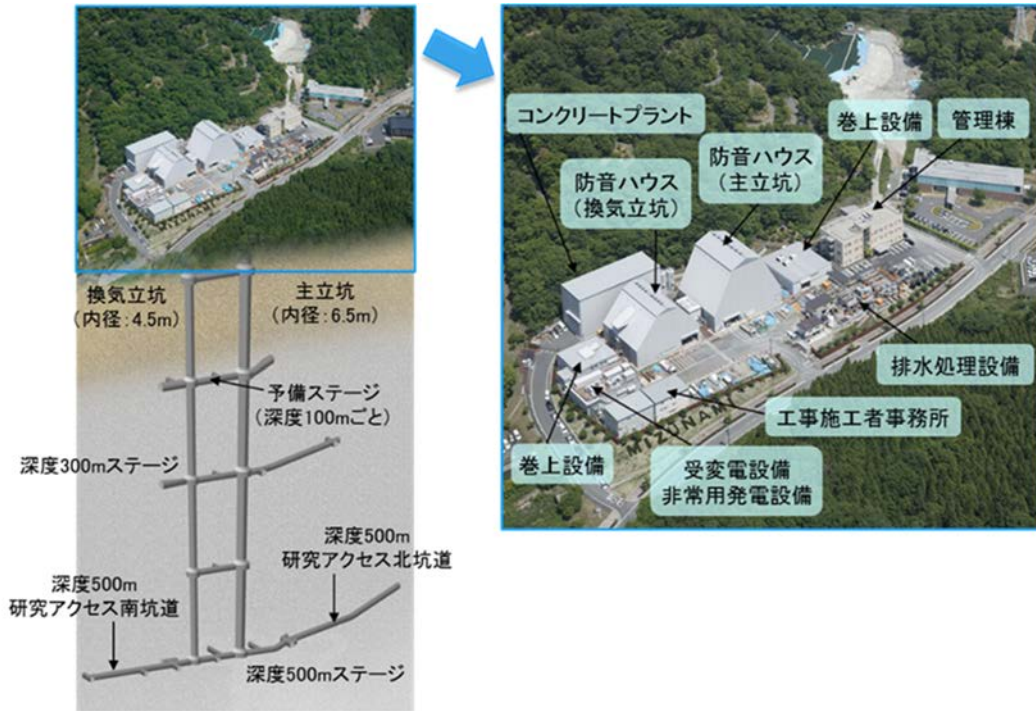 換気立坑
（内径：4.5m）
主立坑
（内径：6.5m）
予備ステージ
（深度100mごと）
深度300mステージ
深度500m
研究アクセス北坑道
深度500m
研究アクセス南坑道
深度500mステージ
コンクリートプラント
防音ハウス
（換気立坑）
防音ハウス
（主立坑）
巻上設備
管理棟
排水処理設備
工事施工者事務所
巻上設備
受変電設備
非常用発電設備
MIZUNAMI